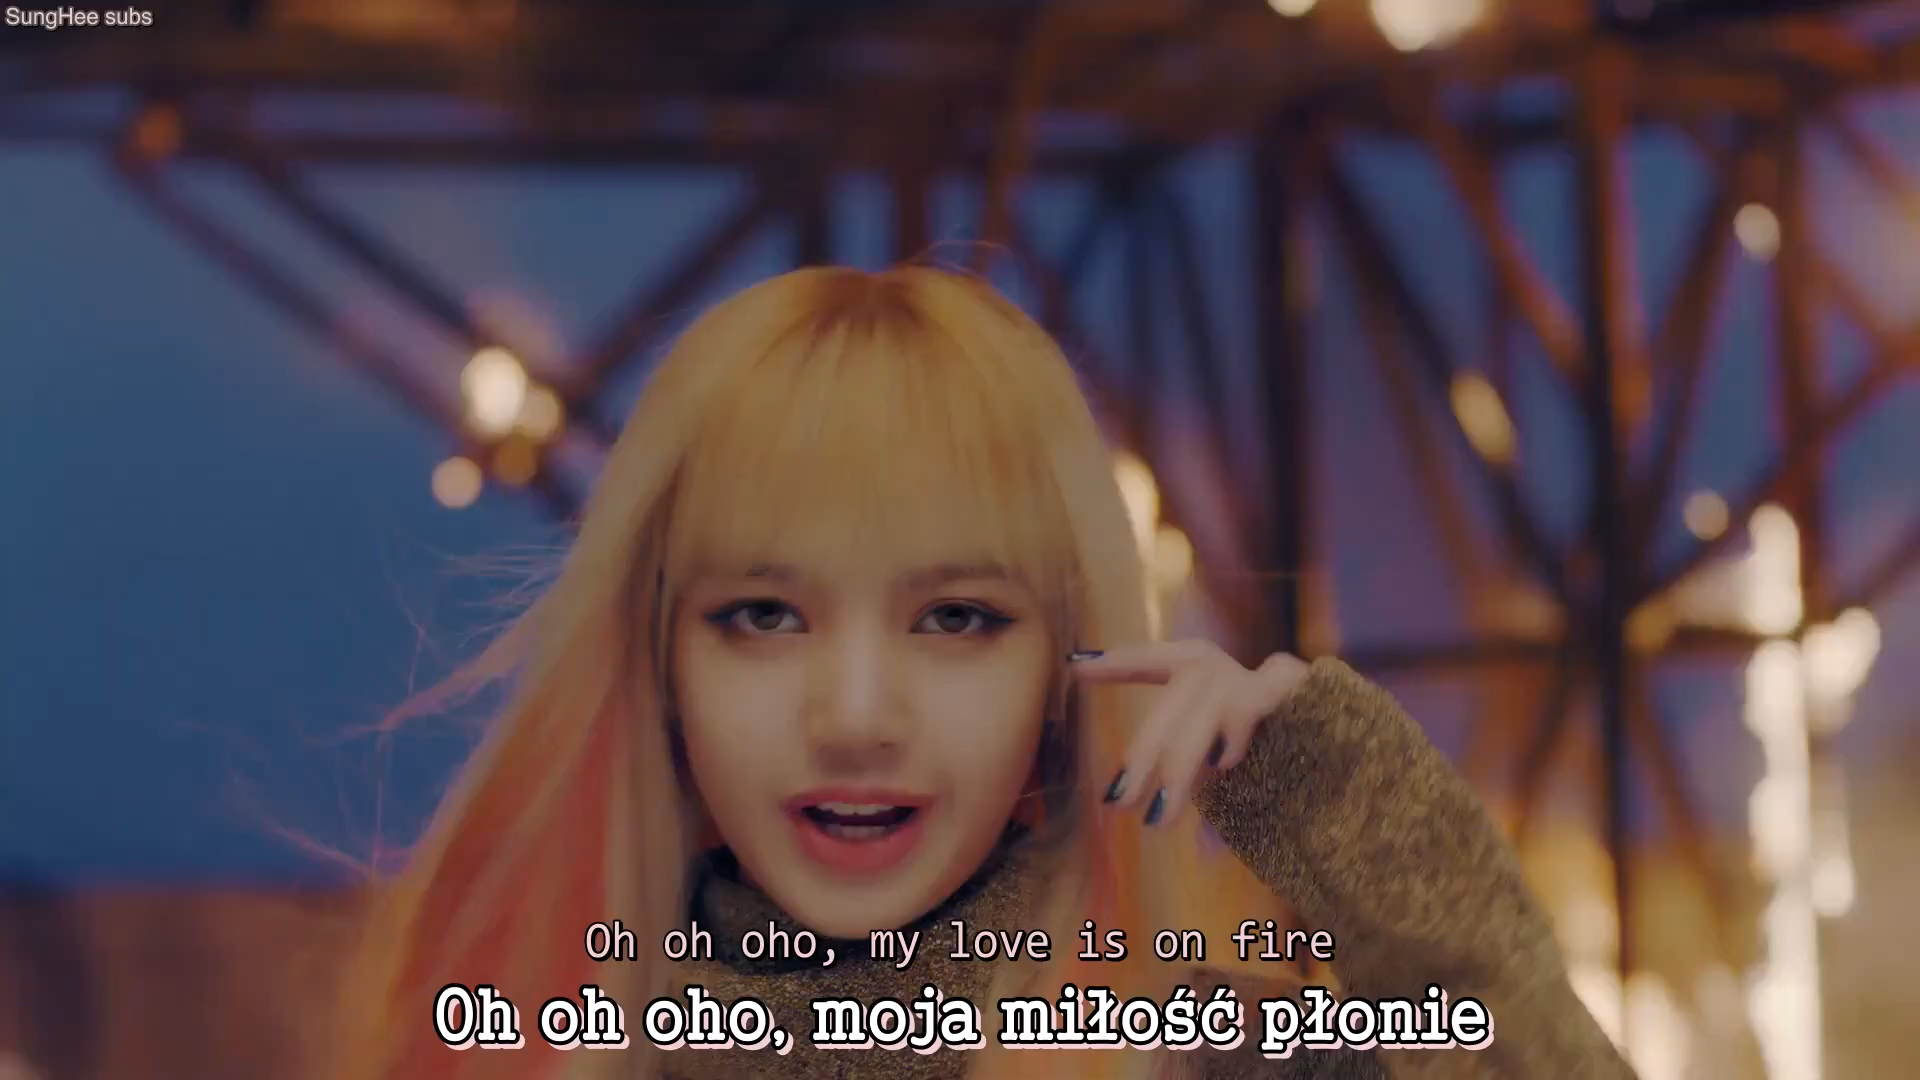 SungHee subs
Oh oh oho, my love is on fire
Oh oh oho, moja miłość płonie